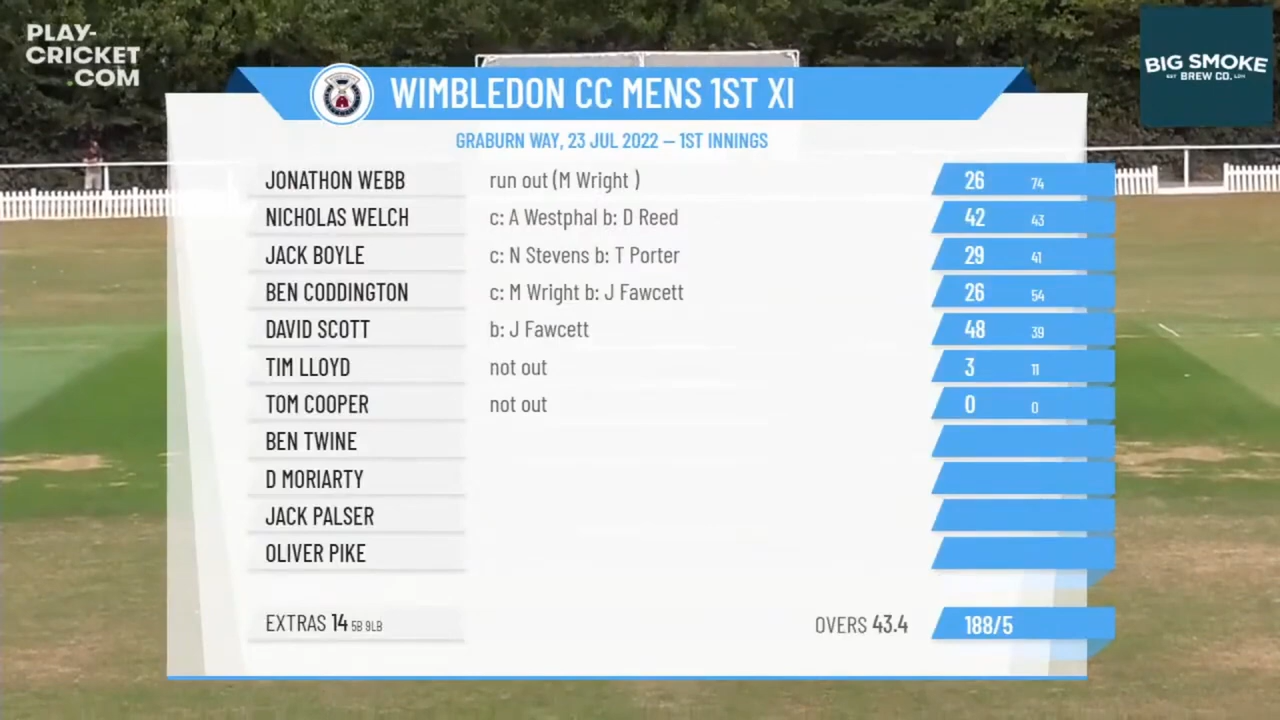 PLAY-
CRICKET
.COM
BIG SMOKE
EST BREW CO. LDN
WIMBLEDON CC MENS 1ST XI
GRABURN WAY, 23 JUL 2022 – 1ST INNINGS
JONATHON WEBB run out (M Wright ) 26 74
NICHOLAS WELCH c: A Westphal b: D Reed 42 43
JACK BOYLE c: N Stevens b: T Porter 29 41
BEN CODDINGTON c: M Wright b: J Fawcett 26 54
DAVID SCOTT b: J Fawcett 48 39
TIM LLOYD not out 3 11
TOM COOPER not out 0 0
BEN TWINE
D MORIARTY
JACK PALSER
OLIVER PIKE
EXTRAS 14 5B 9LB OVERS 43.4 188/5